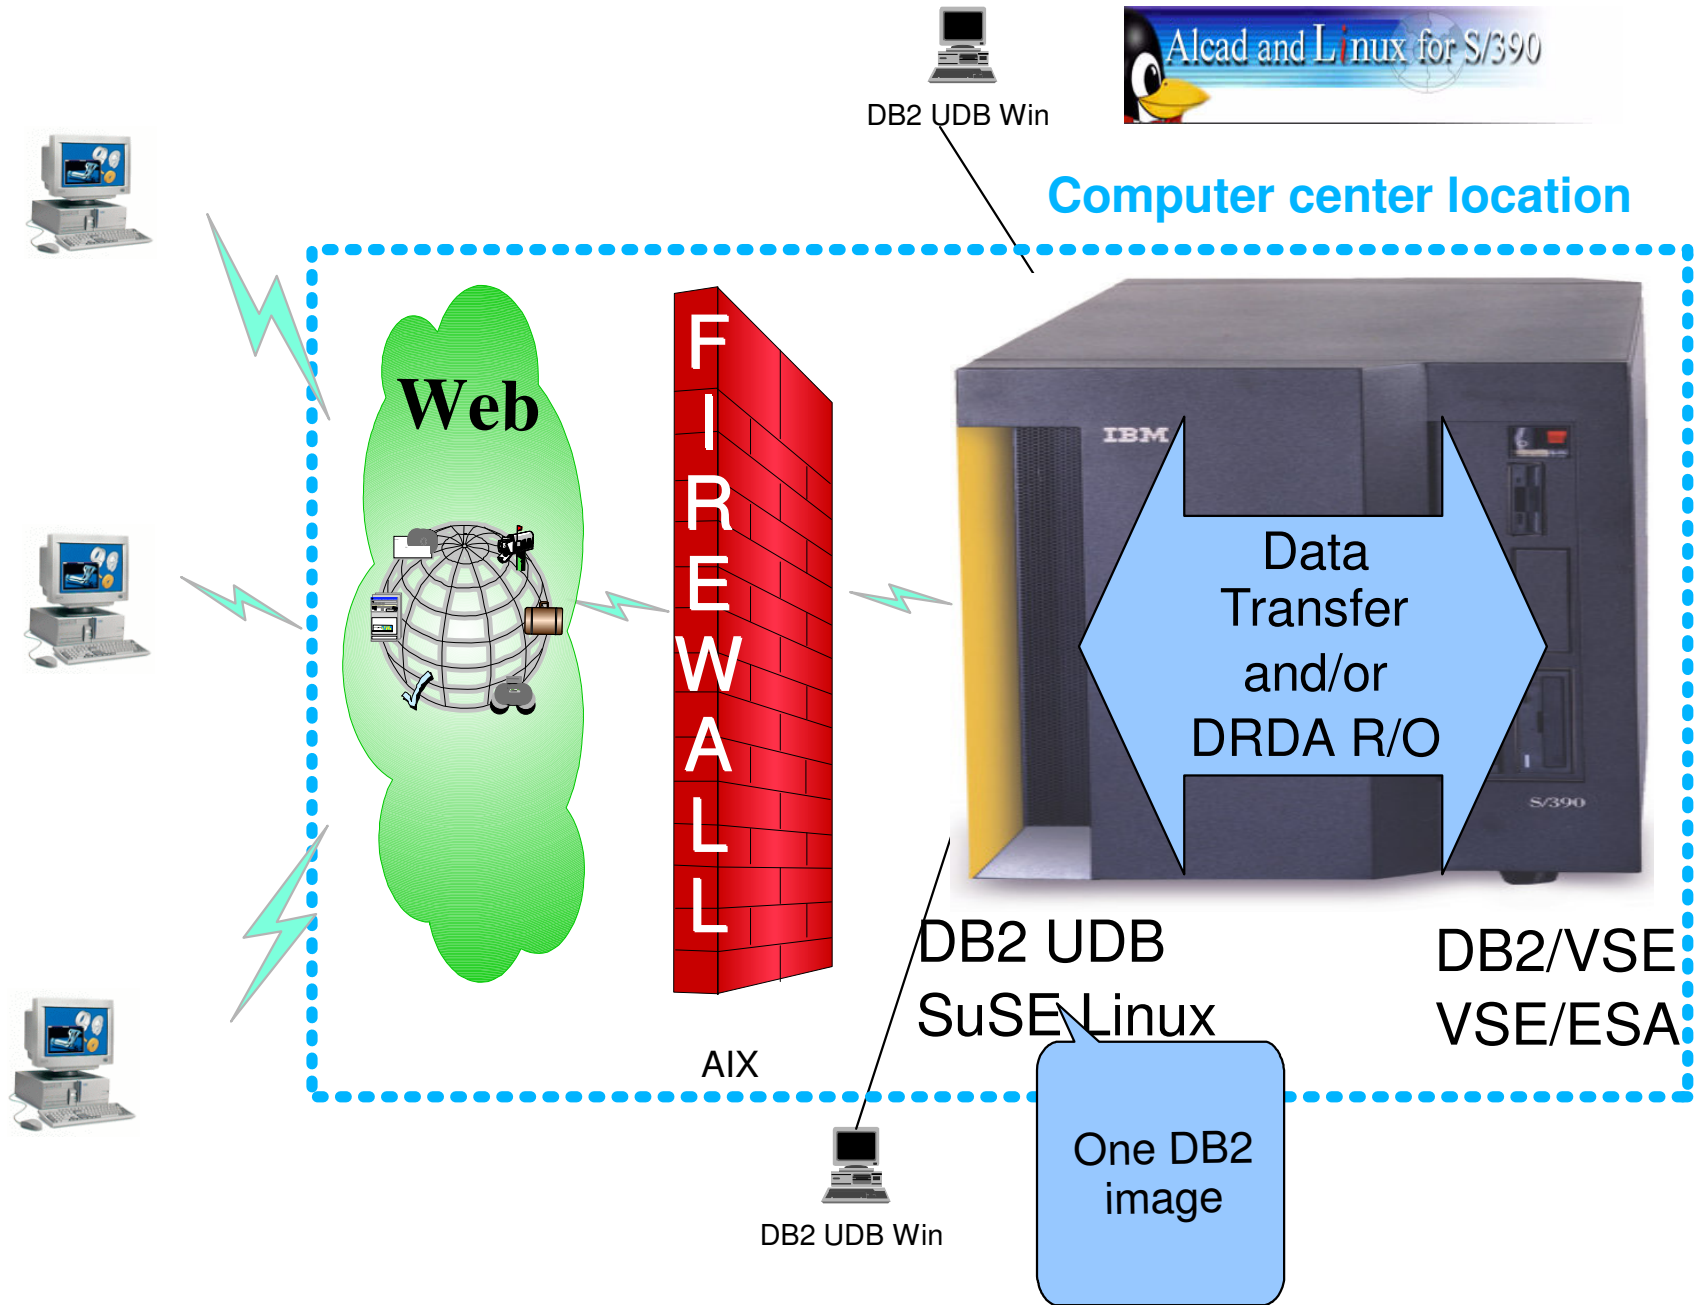 Alcad and Linux for S/390
DB2 UDB Win
Computer center location
Web
FIREWALL
IBM
Data
Transfer
and/or
DRDA R/O
S/390
DB2 UDB
SuSE Linux
DB2/VSE
VSE/ESA
AIX
One DB2
image
DB2 UDB Win